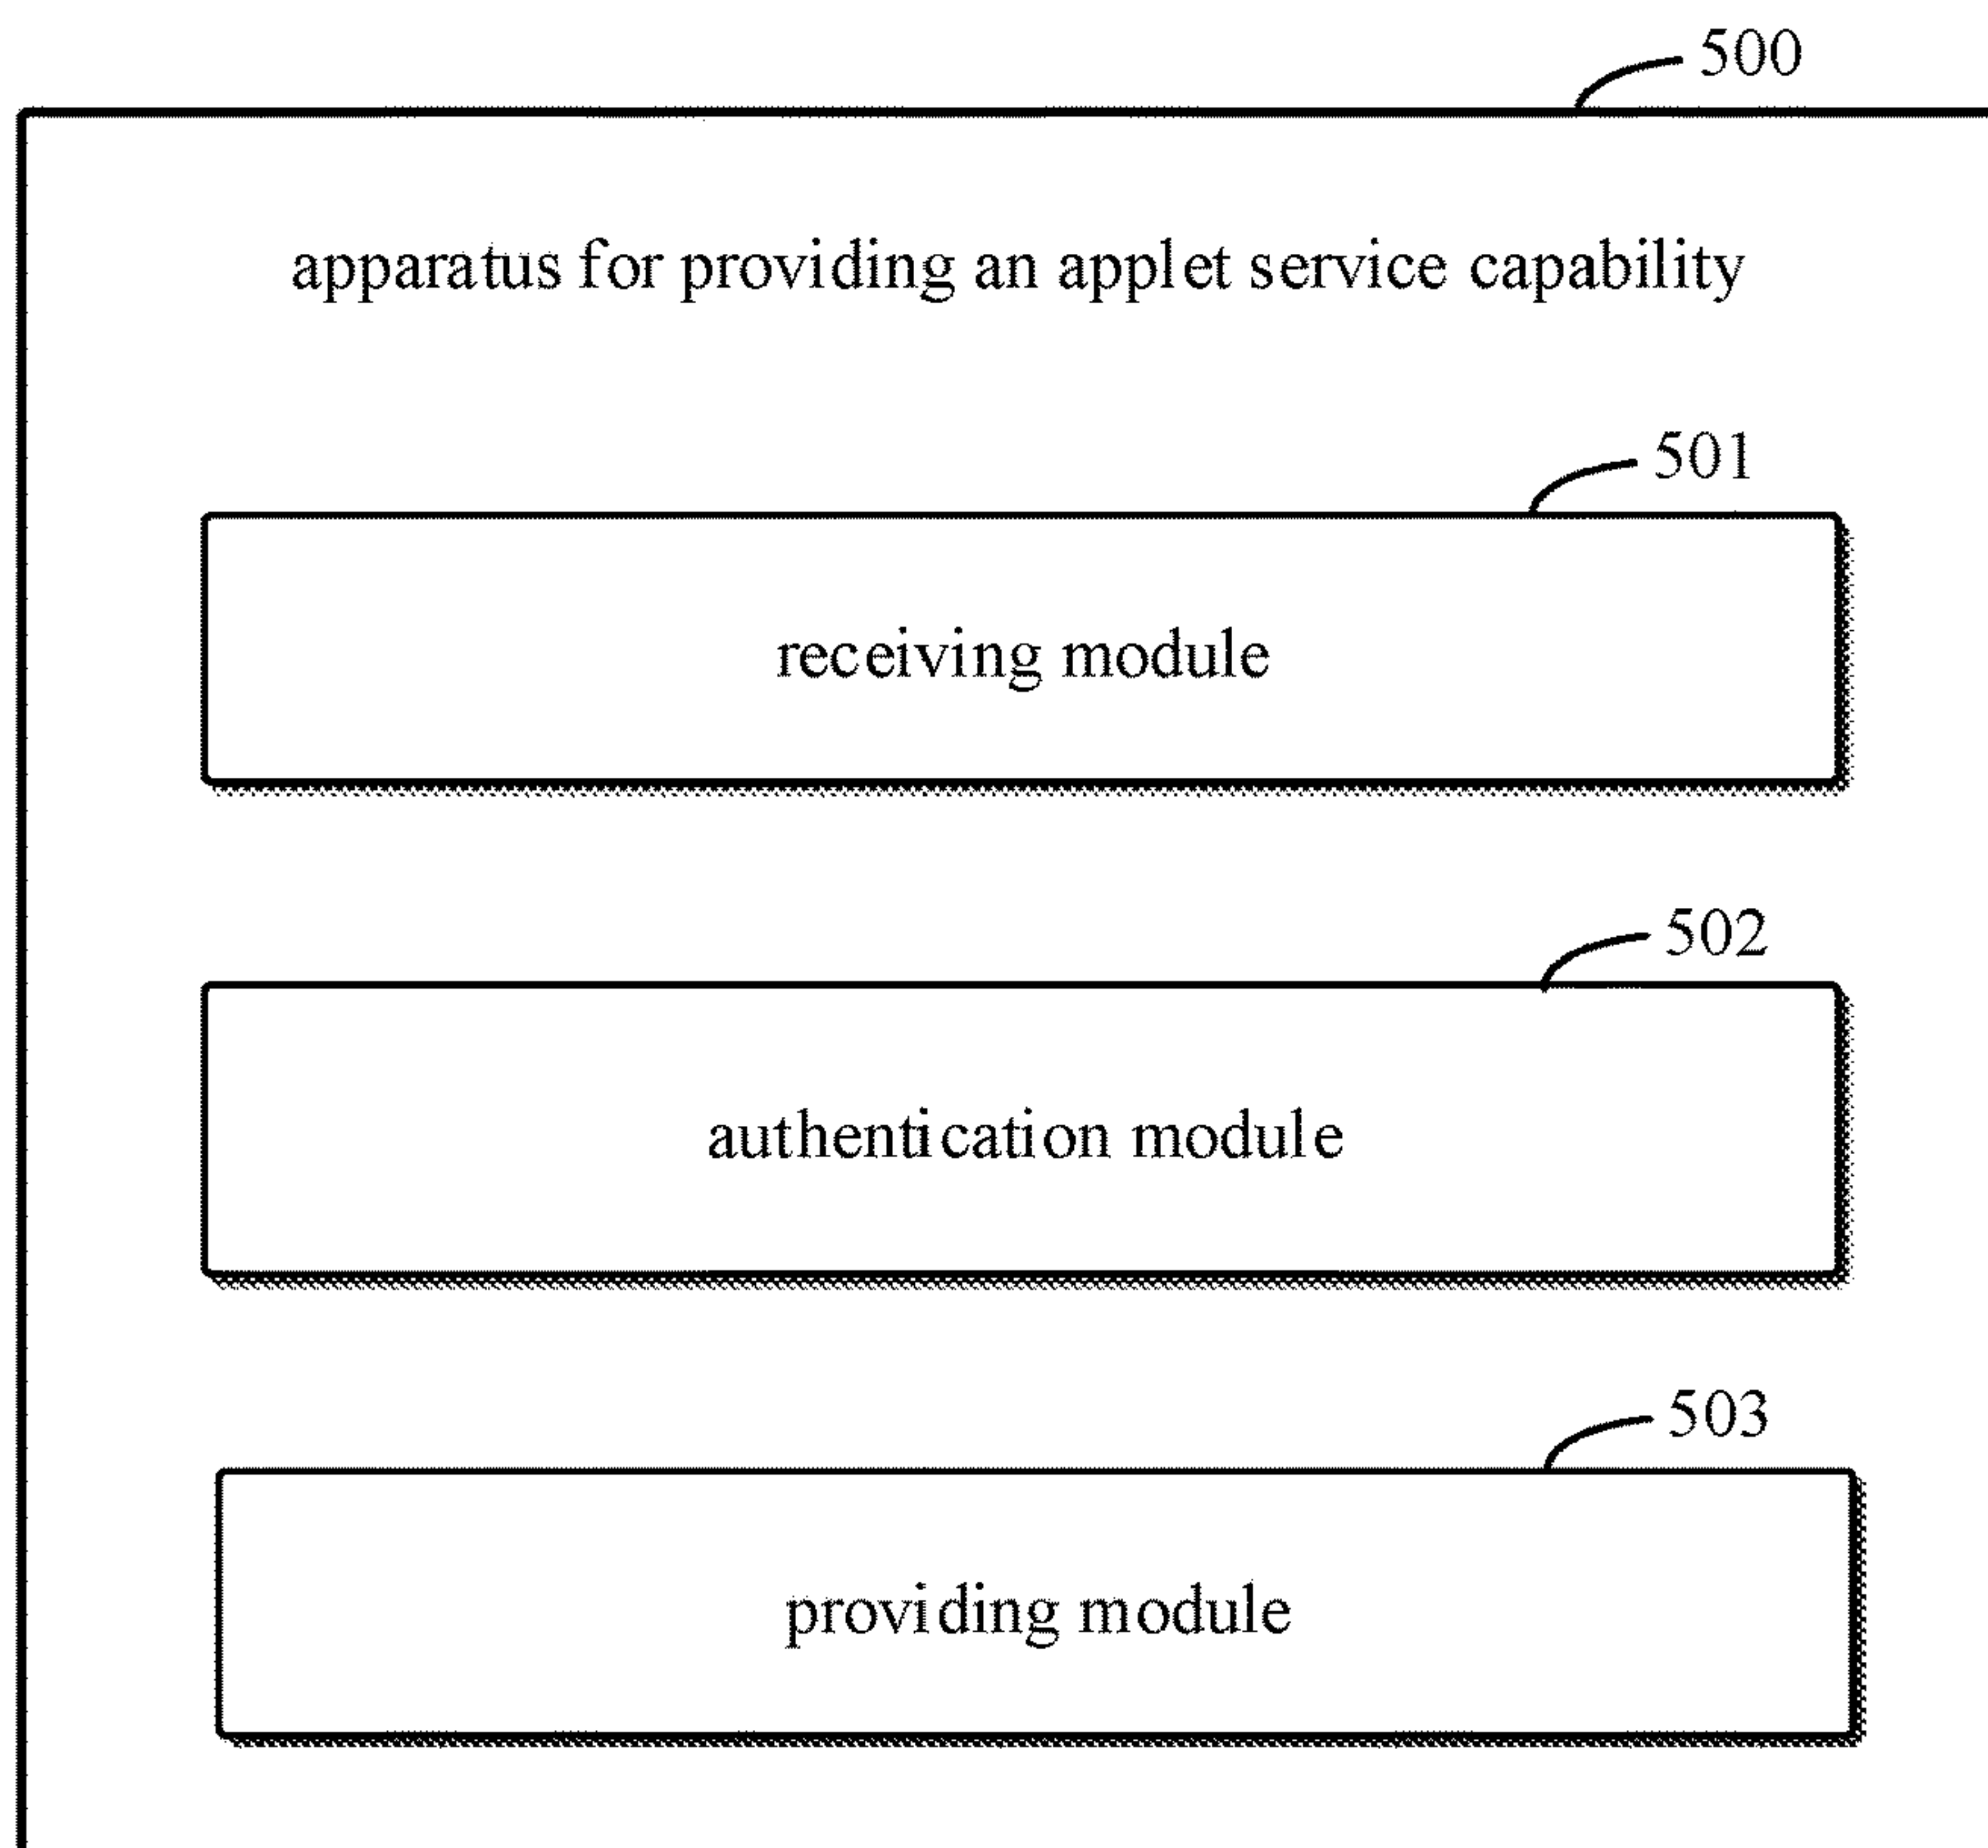 500
apparatus for providing an applet service capability
501
receiving module
502
authentication module
503
providing module